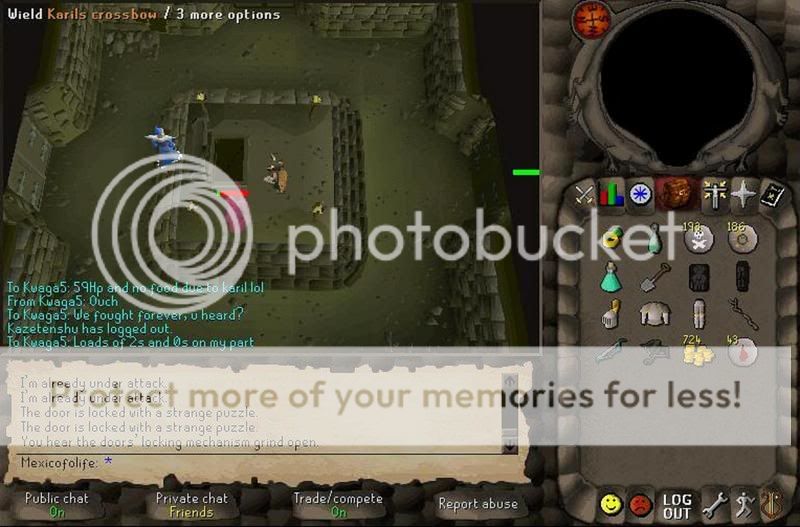 Wield Karils crossbow / 3 more options
photobucket
193
186
To Kwaga5: 59Hp and no food due to karil lol
From Kwaga5: Ouch
To Kwaga5: We fought forever, u heard?
Kazetenshu has logged out.
To Kwaga5: Loads of 2s and 0s on my part
724
43
I'm already under attack.
I'm already under attack.
Protect more of your memories for less!
The door is locked with a strange puzzle.
The door is locked with a strange puzzle.
You hear the doors' locking mechanism grind open.
Mexicofolife: *
Public chat
On
Private chat
Friends
Trade/compete
On
Report abuse
LOG
OUT